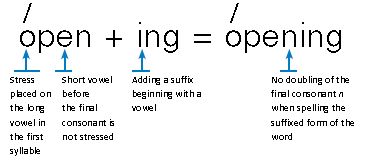 open + ing = opening
Stress
placed on
the long
vowel in
the first
syllable
Short vowel
before
the final
consonant is
not stressed
Adding a suffix
beginning with a
vowel
No doubling of the
final consonant n
when spelling the
suffixed form of the
word